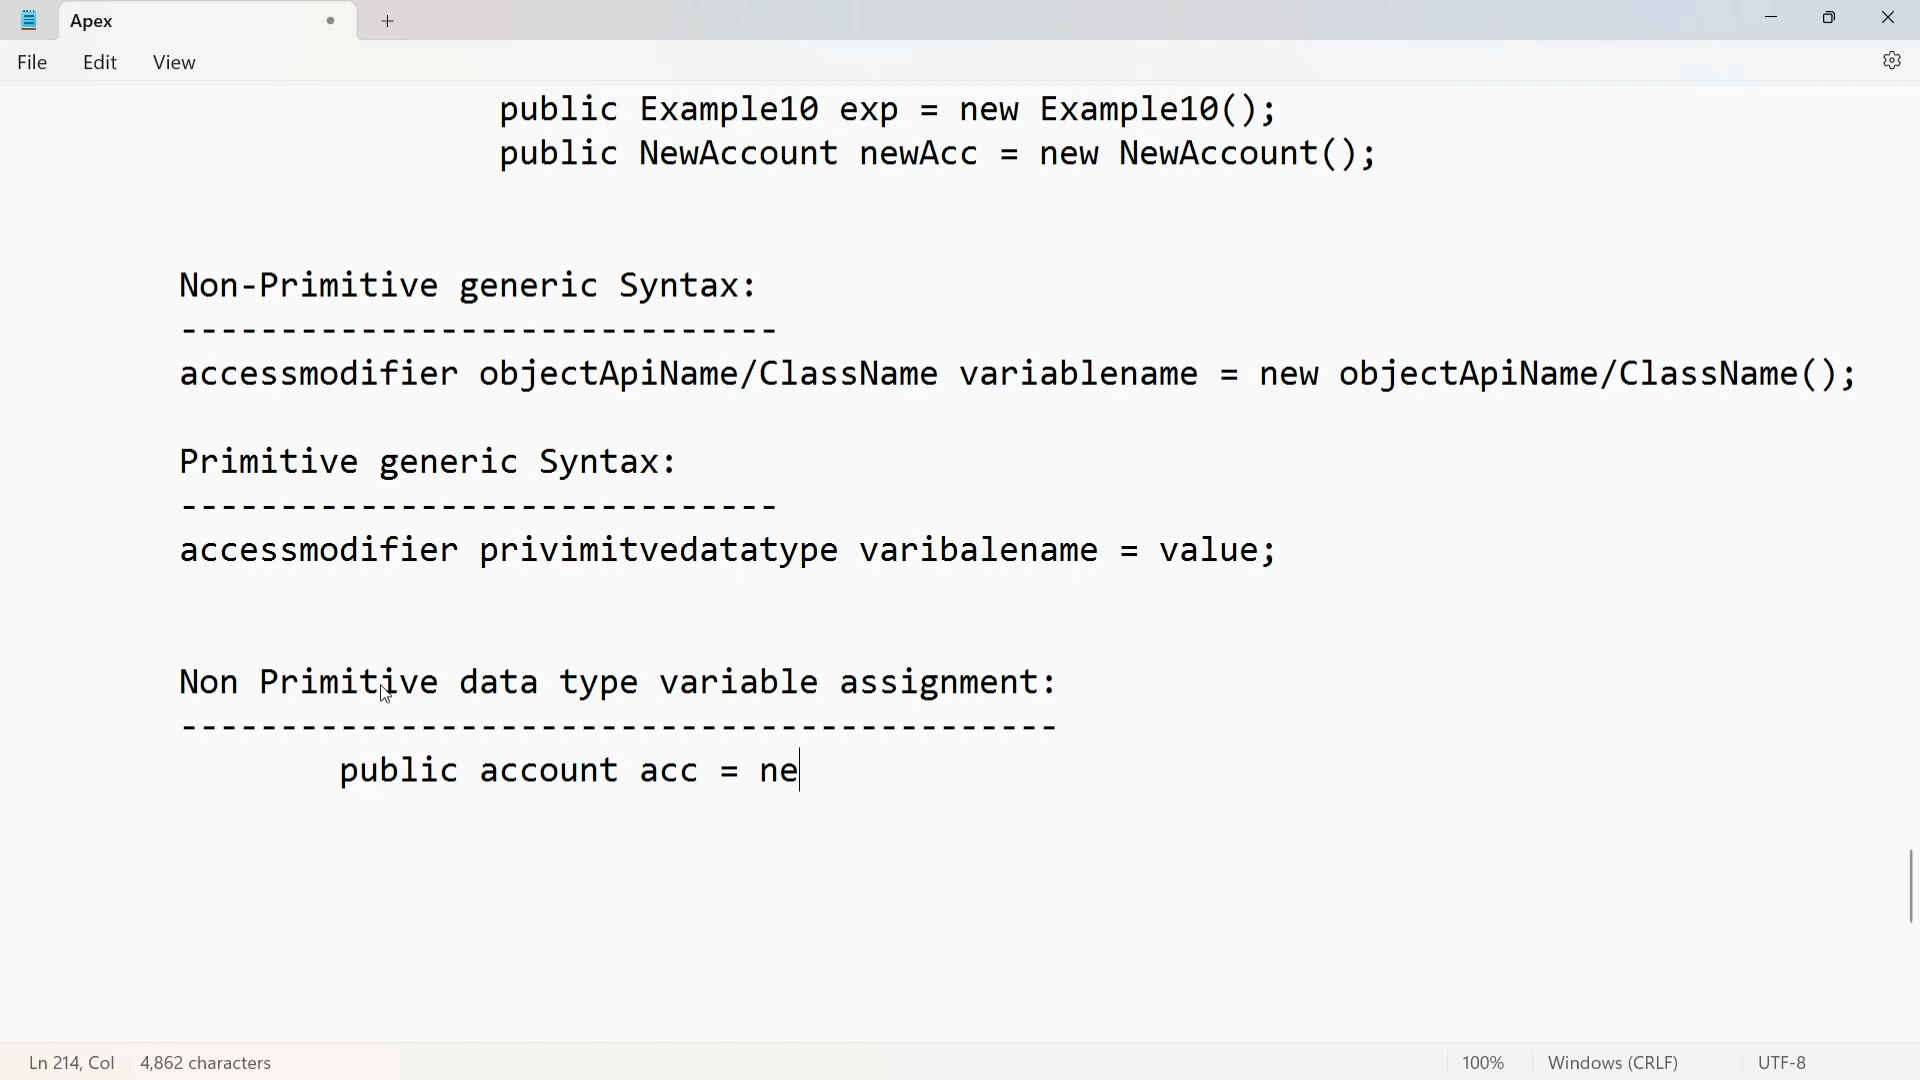 Apex
File Edit View
public Example10 exp = new Example10();
public NewAccount newAcc = new NewAccount();
Non-Primitive generic Syntax:
------------------------------
accessmodifier objectApiName/ClassName variablename = new objectApiName/ClassName();
Primitive generic Syntax:
------------------------------
accessmodifier privimitvedatatype varibalename = value;
Non Primitive data type variable assignment:
--------------------------------------------
public account acc = ne
Ln 214, Col 4,862 characters 100% Windows (CRLF) UTF-8